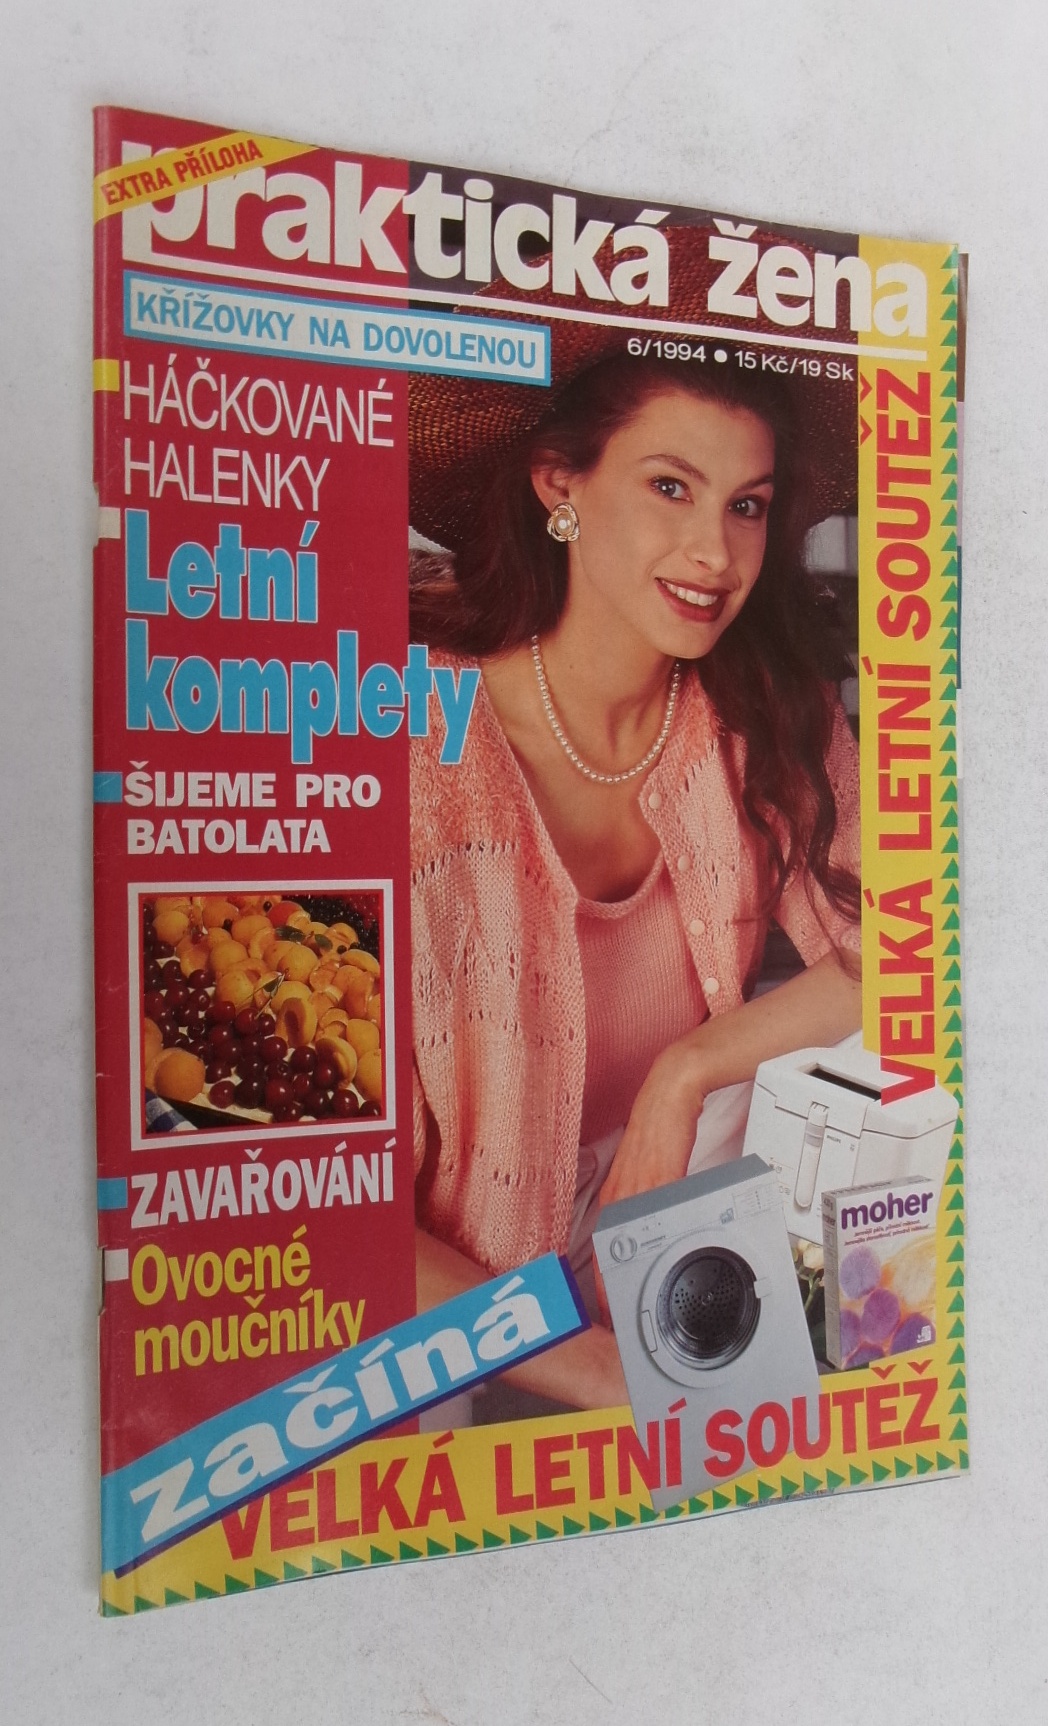 EXTRA PŘÍLOHA
praktická žena
KŘÍŽOVKY NA DOVOLENOU
6/1994 ● 15 Kč/19 Sk
HÁČKOVANÉ
HALENKY
Letní
komplety
ŠIJEME PRO
BATOLATA
ZAVAŘOVÁNÍ
Ovocné
moučníky
začíná
VELKÁ LETNÍ SOUTĚŽ
VELKÁ LETNÍ SOUTĚŽ
moher